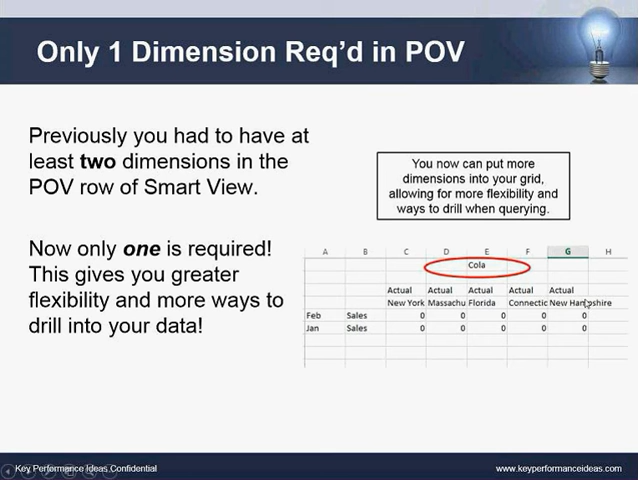 Only 1 Dimension Req'd in POV
Previously you had to have at
least two dimensions in the
POV row of Smart View.
Now only one is required!
This gives you greater
flexibility and more ways to
drill into your data!
You now can put more
dimensions into your grid,
allowing for more flexibility and
ways to drill when querying.
A B C D E F G H
Cola
Actual Actual Actual Actual Actual
New York Massachu Florida Connectic New Hampshire
Feb Sales 0 0 0 0 0
Jan Sales 0 0 0 0 0
Key Performance Ideas Confidential
www.keyperformanceideas.com